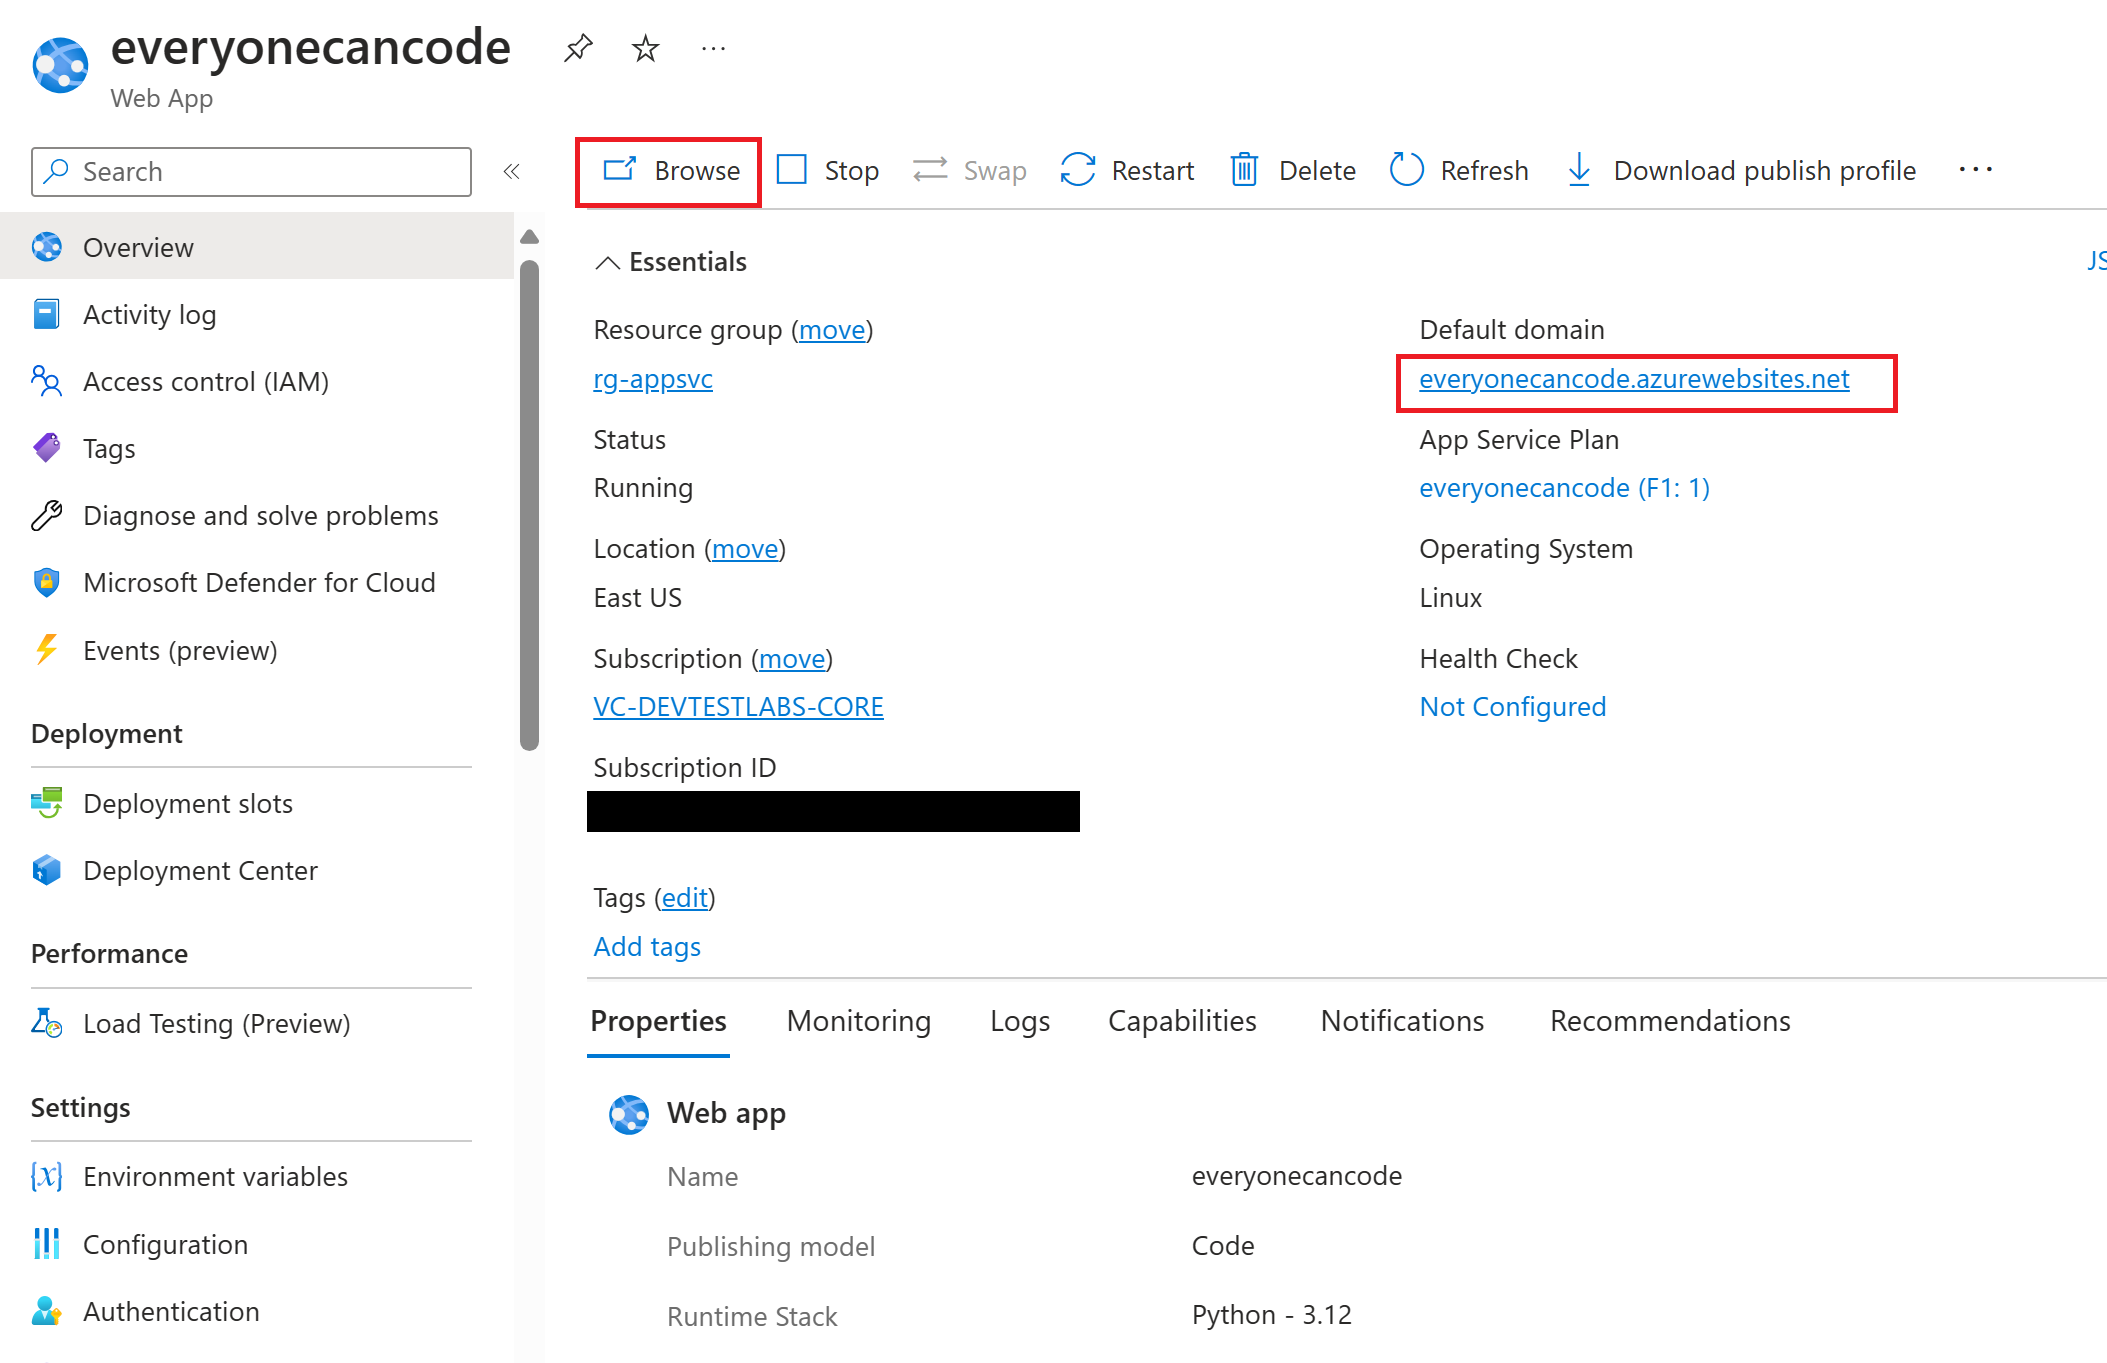 everyonecancode
Web App
Search
«
Overview
Activity log
Access control (IAM)
Tags
Diagnose and solve problems
Microsoft Defender for Cloud
Events (preview)
Deployment
Deployment slots
Deployment Center
Performance
Load Testing (Preview)
Settings
Environment variables
Configuration
Authentication
Browse Stop Swap Restart Delete Refresh Download publish profile ...
Essentials
JS
Resource group (move)
rg-appsvc
Status
Running
Location (move)
East US
Subscription (move)
VC-DEVTESTLABS-CORE
Subscription ID
Default domain
everyonecancode.azurewebsites.net
App Service Plan
everyonecancode (F1: 1)
Operating System
Linux
Health Check
Not Configured
Tags (edit)
Add tags
Properties Monitoring Logs Capabilities Notifications Recommendations
Web app
Name everyonecancode
Publishing model Code
Runtime Stack Python - 3.12